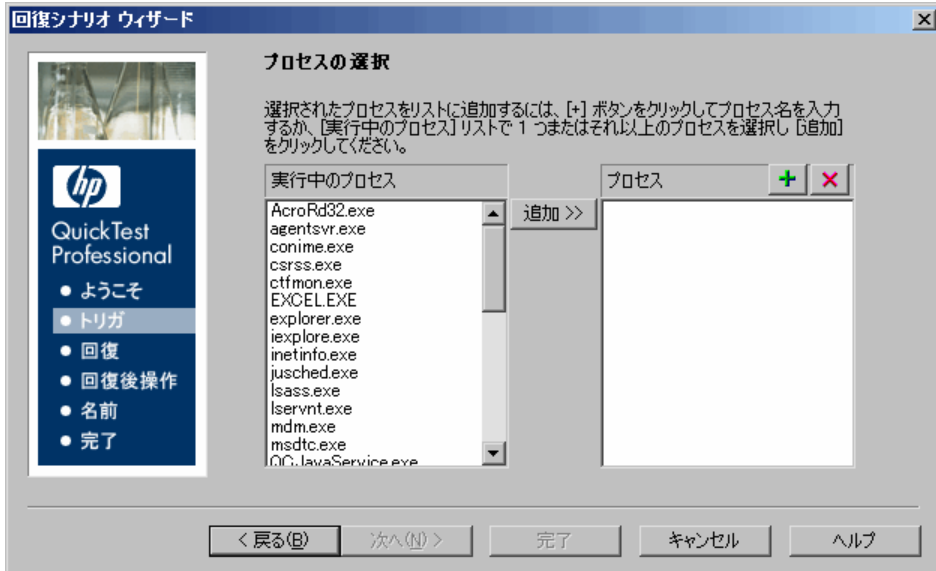 回復シナリオ ウィザード
プロセスの選択
選択されたプロセスをリストに追加するには、[+] ボタンをクリックしてプロセス名を入力
するか、[実行中のプロセス] リストで 1 つまたはそれ以上のプロセスを選択し [追加]
をクリックしてください。
hp
QuickTest
Professional
ようこそ
トリガ
回復
回復後操作
名前
完了
実行中のプロセス
AcroRd32.exe
agentsvr.exe
conime.exe
csrss.exe
ctfmon.exe
EXCEL.EXE
explorer.exe
iexplore.exe
inetinfo.exe
jusched.exe
lsass.exe
lservnt.exe
mdm.exe
msdtc.exe
QCJavaService.exe
追加 >>
プロセス
< 戻る(B)
次へ(N) >
完了
キャンセル
ヘルプ